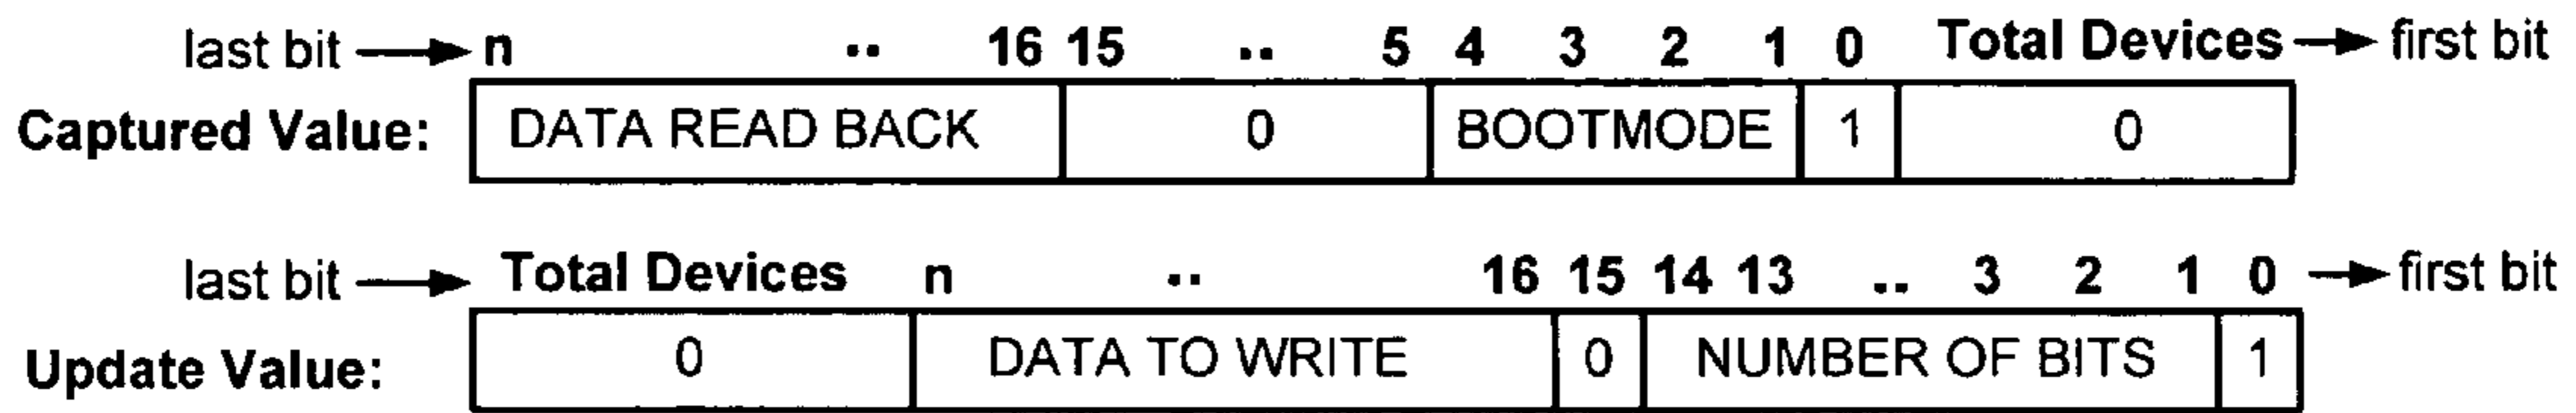 last bit → n .. 16 15 .. 5 4 3 2 1 0 Total Devices → first bit
Captured Value: DATA READ BACK 0 BOOTMODE 1 0
last bit → Total Devices n .. 16 15 14 13 .. 3 2 1 0 → first bit
Update Value: 0 DATA TO WRITE 0 NUMBER OF BITS 1